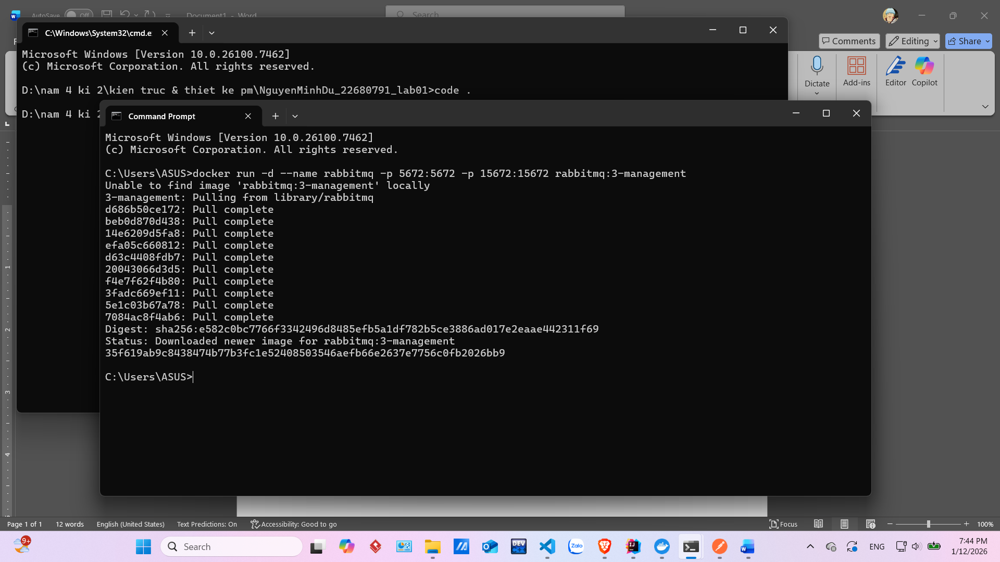 AutoSave Off Document1 - Word Search
Comments Editing Share
Dictate Add-ins Editor Copilot
C:\Windows\System32\cmd.e
Microsoft Windows [Version 10.0.26100.7462]
(c) Microsoft Corporation. All rights reserved.
D:\nam 4 ki 2\kien truc & thiet ke pm\NguyenMinhDu_22680791_lab01>code .
D:\nam 4 ki 2
Command Prompt
Microsoft Windows [Version 10.0.26100.7462]
(c) Microsoft Corporation. All rights reserved.
C:\Users\ASUS>docker run -d --name rabbitmq -p 5672:5672 -p 15672:15672 rabbitmq:3-management
Unable to find image 'rabbitmq:3-management' locally
3-management: Pulling from library/rabbitmq
d686b50ce172: Pull complete
beb0d870d438: Pull complete
14e6209d5fa8: Pull complete
efa05c660812: Pull complete
d63c4408fdb7: Pull complete
20043066d3d5: Pull complete
f4e7f62f4b80: Pull complete
3fadc669ef11: Pull complete
5e1c03b67a78: Pull complete
7084ac8f4ab6: Pull complete
Digest: sha256:e582c0bc7766f3342496d8485efb5a1df782b5ce3886ad017e2eaae442311f69
Status: Downloaded newer image for rabbitmq:3-management
35f619ab9c8438474b77b3fc1e52408503546aefb66e2637e7756c0fb2026bb9
C:\Users\ASUS>
1
2
3
4
Page 1 of 1 12 words English (United States) Text Predictions: On Accessibility: Good to go Focus 100%
9+ Search DEV C++ Zalo IJ ENG 7:44 PM
1/12/2026